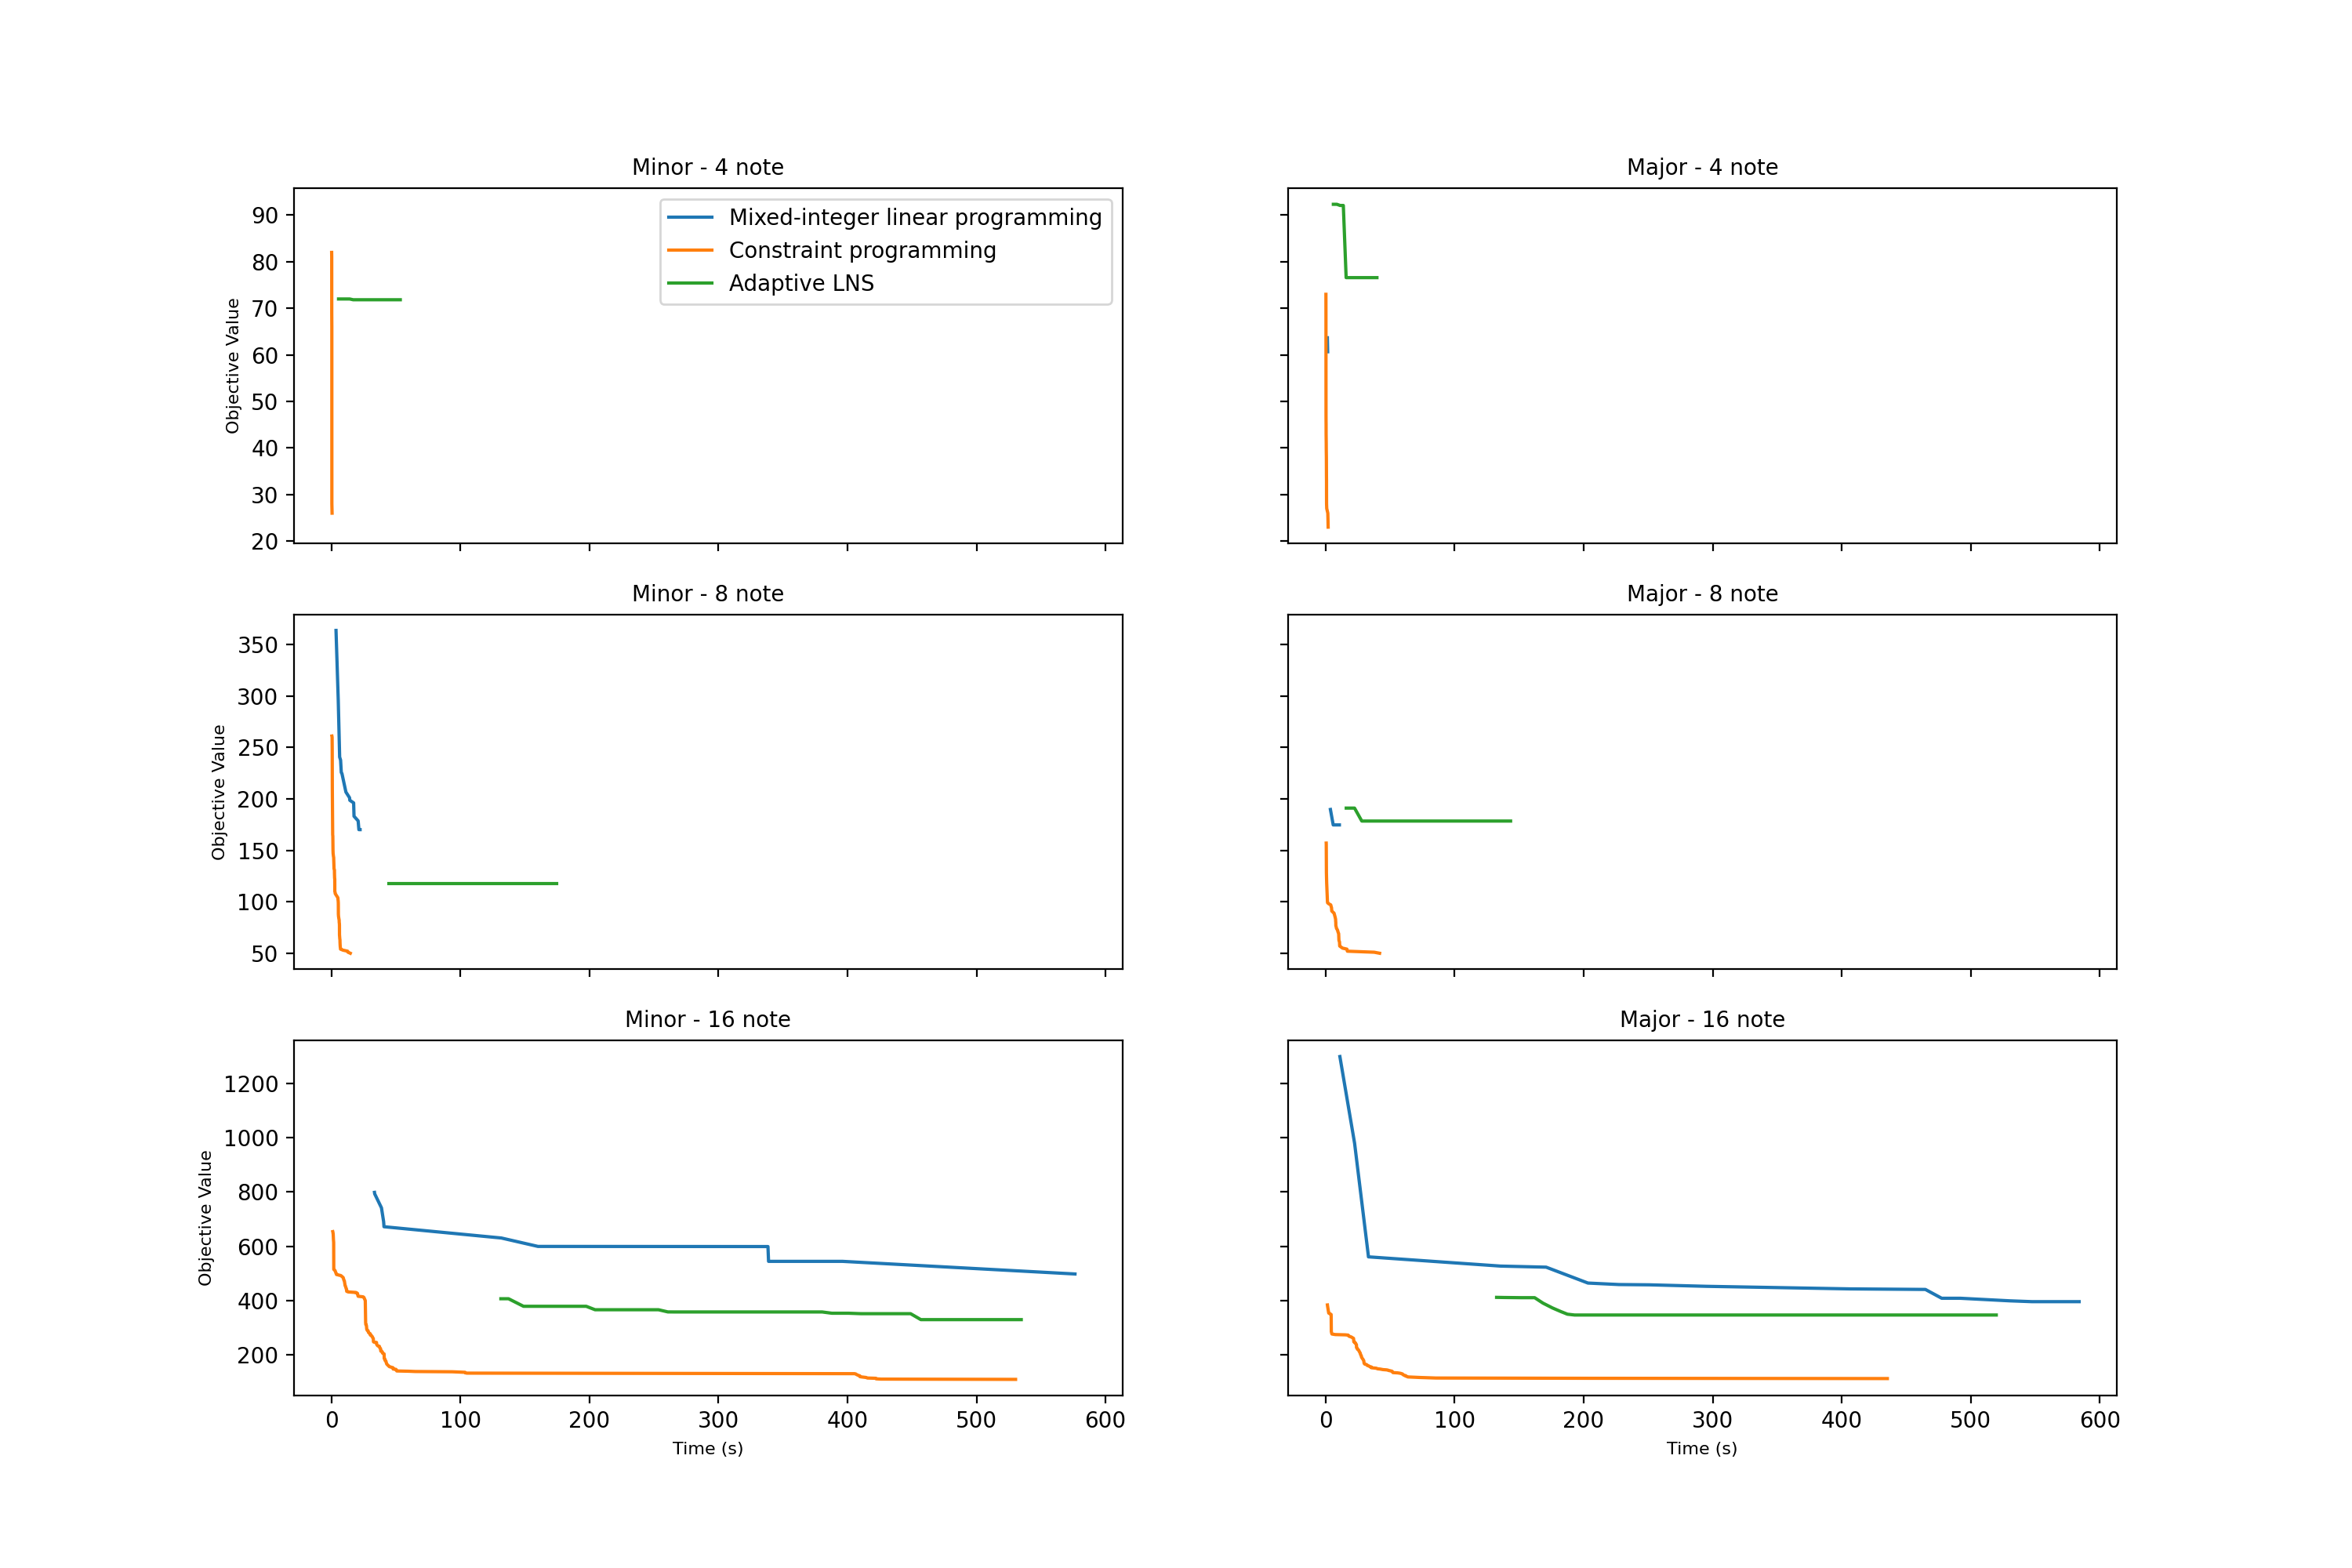 Minor - 4 note
Major - 4 note
Mixed-integer linear programming
Constraint programming
Adaptive LNS
90
80
70
60
50
40
30
20
Objective Value
Minor - 8 note
Major - 8 note
350
300
250
200
150
100
50
Objective Value
Minor - 16 note
Major - 16 note
1200
1000
800
600
400
200
Objective Value
0 100 200 300 400 500 600
0 100 200 300 400 500 600
Time (s)
Time (s)